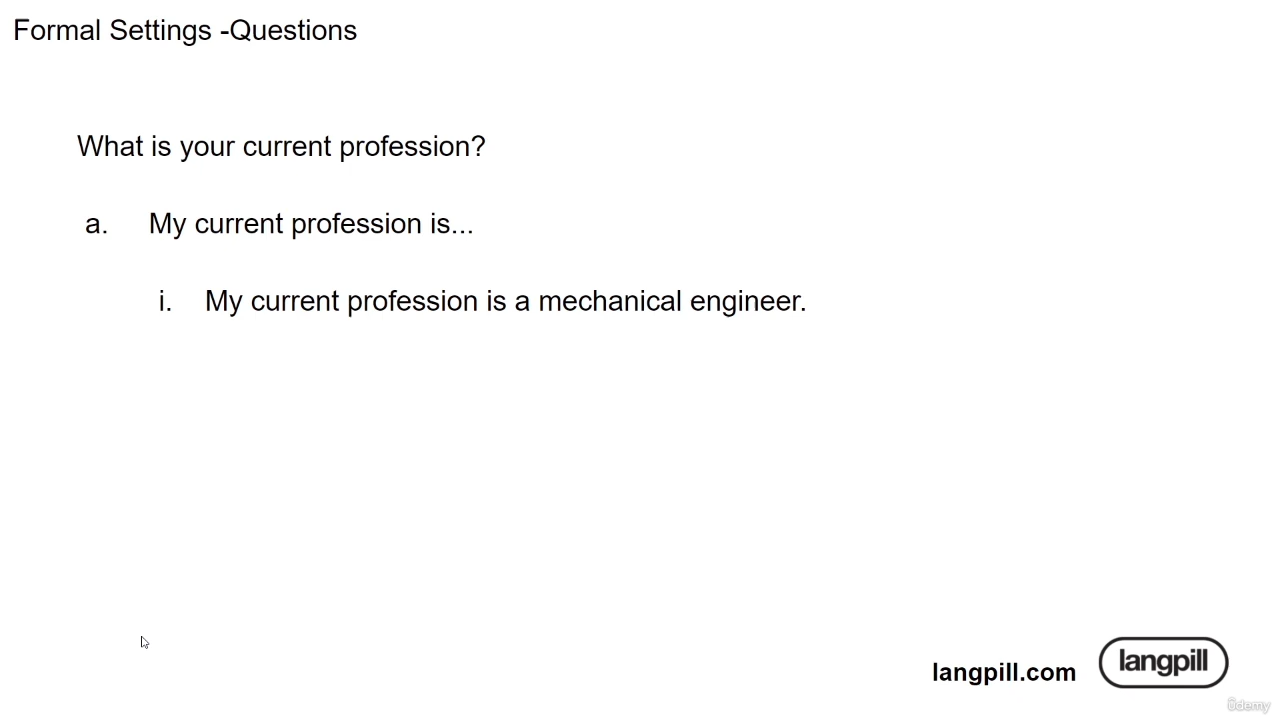 Formal Settings -Questions
What is your current profession?
a. My current profession is...
i. My current profession is a mechanical engineer.
langpill.com
langpill
ûdemy